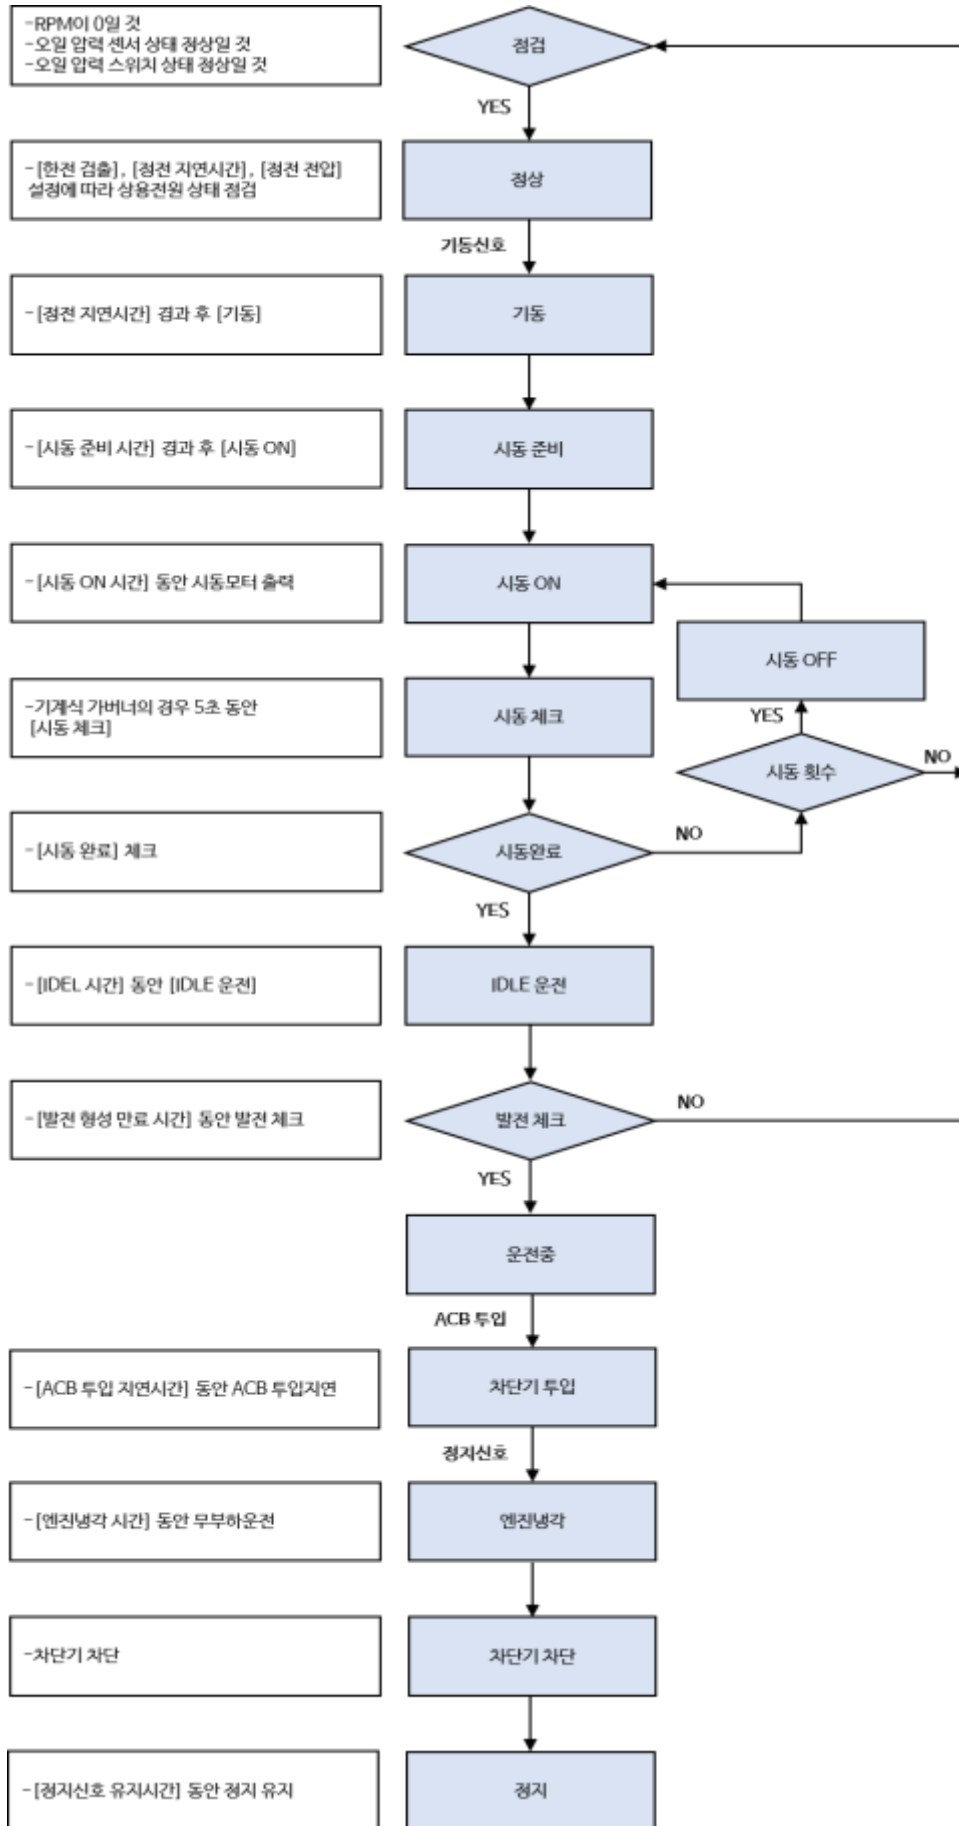 -RPM이 0일 것
-오일 압력 센서 상태 정상일 것
-오일 압력 스위치 상태 정상일 것
점검
YES
-[한전 검출], [정전 지연시간], [정전 전압]
설정에 따라 상용전원 상태 점검
정상
기동신호
-[정전 지연시간] 경과 후 [기동]
기동
-[시동 준비 시간] 경과 후 [시동 ON]
시동 준비
-[시동 ON 시간] 동안 시동모터 출력
시동 ON
시동 OFF
-기계식 가버너의 경우 5초 동안
[시동 체크]
시동 체크
YES
시동 횟수
NO
-[시동 완료] 체크
시동완료
NO
YES
-[IDEL 시간] 동안 [IDLE 운전]
IDLE 운전
-[발전 형성 만료 시간] 동안 발전 체크
발전 체크
NO
YES
운전중
ACB 투입
-[ACB 투입 지연시간] 동안 ACB 투입지연
차단기 투입
정지신호
-[엔진냉각 시간] 동안 무부하운전
엔진냉각
-차단기 차단
차단기 차단
-[정지신호 유지시간] 동안 정지 유지
정지